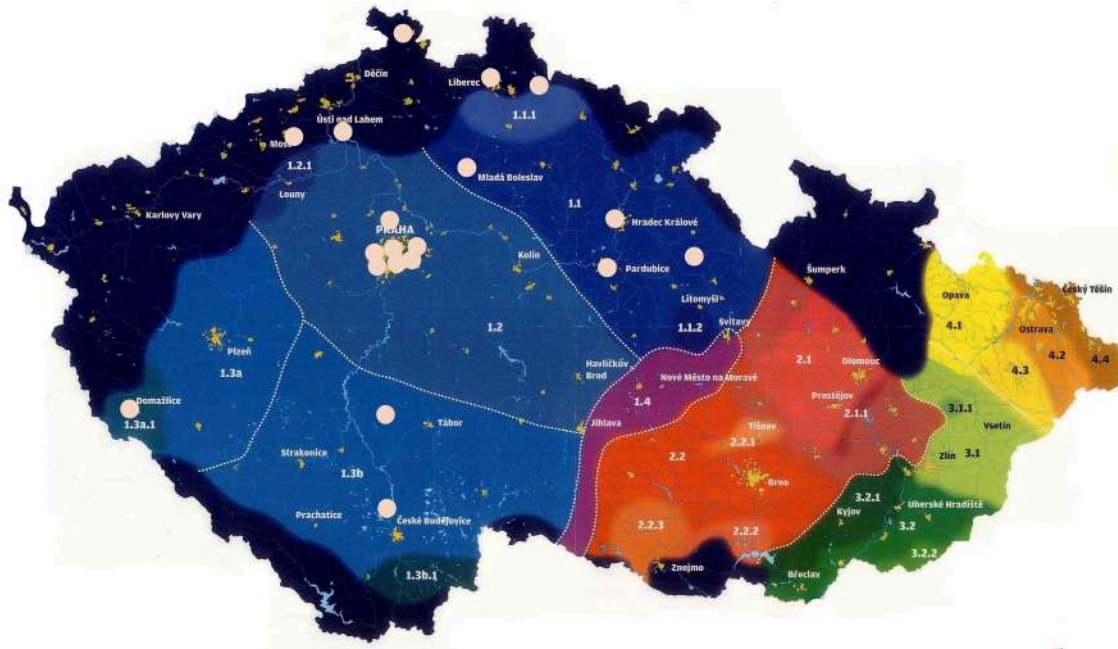 Děčín
Liberec
1.1.1
Ústí nad Labem
Most
1.2.1
Louny
Mladá Boleslav
1.1
Karlovy Vary
Hradec Králové
PRAHA
Kolín
Pardubice
Šumperk
Český Těšín
Opava
Litomyšl
4.1
Ostrava
1.1.2
Svitavy
1.2
2.1
4.2
4.4
Plzeň
Olomouc
4.3
Havlíčkův
Brod
1.3a
Nové Město na Moravě
1.4
Prostějov
Domažlice
3.1.1
2.1.1
1.3a.1
Jihlava
Vsetín
Tábor
Tišnov
2.2.1
3.1
Strakonice
2.2
Zlín
1.3b
Brno
3.2.1
Uherské Hradiště
Prachatice
České Budějovice
2.2.3
Kyjov
3.2
2.2.2
3.2.2
1.3b.1
Znojmo
Břeclav